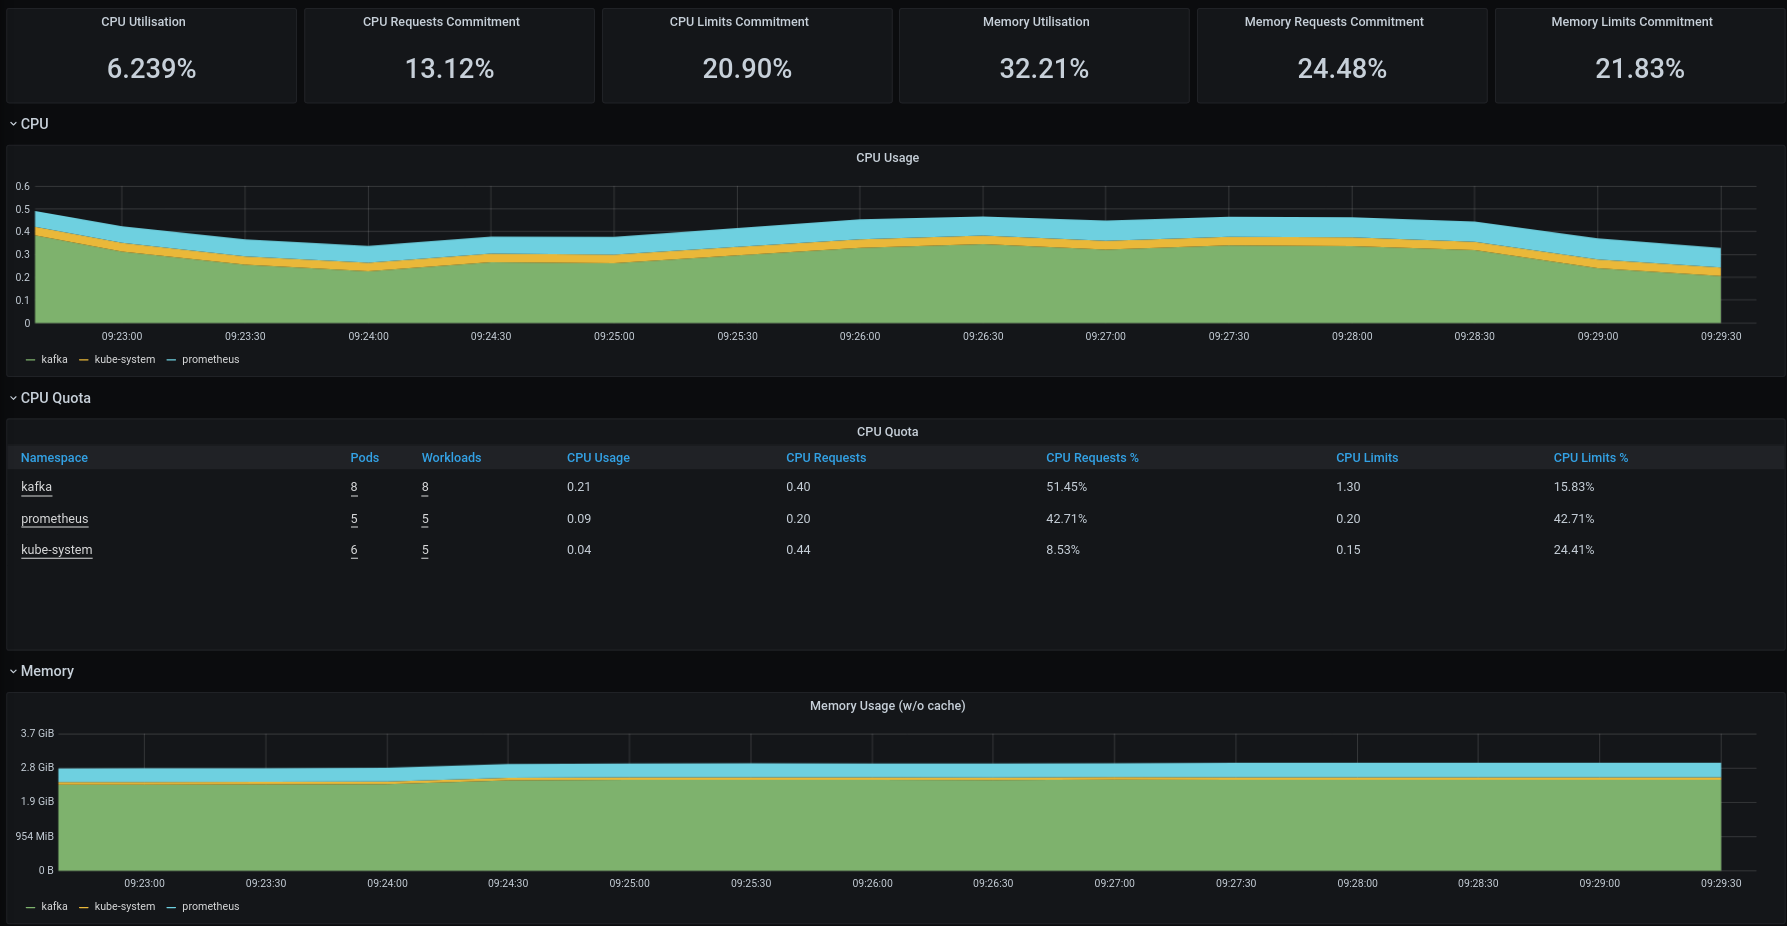 CPU Utilisation CPU Requests Commitment CPU Limits Commitment Memory Utilisation Memory Requests Commitment Memory Limits Commitment
6.239% 13.12% 20.90% 32.21% 24.48% 21.83%
CPU
CPU Usage
0.6
0.5
0.4
0.3
0.2
0.1
0
09:23:00 09:23:30 09:24:00 09:24:30 09:25:00 09:25:30 09:26:00 09:26:30 09:27:00 09:27:30 09:28:00 09:28:30 09:29:00 09:29:30
kafka kube-system prometheus
CPU Quota
CPU Quota
Namespace Pods Workloads CPU Usage CPU Requests CPU Requests % CPU Limits CPU Limits %
kafka 8 8 0.21 0.40 51.45% 1.30 15.83%
prometheus 5 5 0.09 0.20 42.71% 0.20 42.71%
kube-system 6 5 0.04 0.44 8.53% 0.15 24.41%
Memory
Memory Usage (w/o cache)
3.7 GiB
2.8 GiB
1.9 GiB
954 MiB
0 B
09:23:00 09:23:30 09:24:00 09:24:30 09:25:00 09:25:30 09:26:00 09:26:30 09:27:00 09:27:30 09:28:00 09:28:30 09:29:00 09:29:30
kafka kube-system prometheus